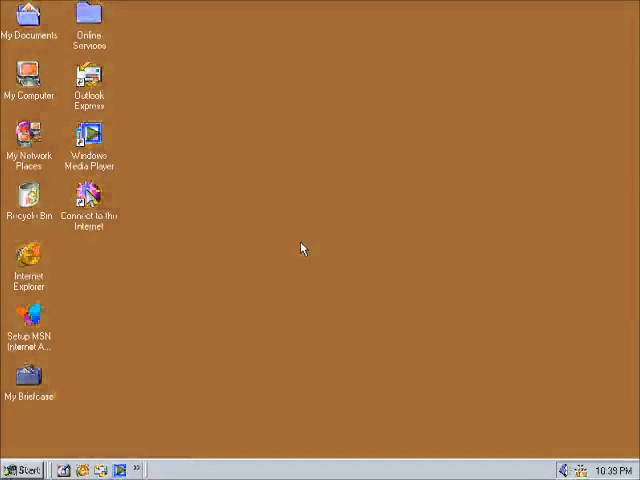 My Documents
Online
Services
My Computer
Outlook
Express
My Network
Places
Windows
Media Player
Recycle Bin
Connect to the
Internet
Internet
Explorer
Setup MSN
Internet A...
My Briefcase
Start
»
10:39 PM